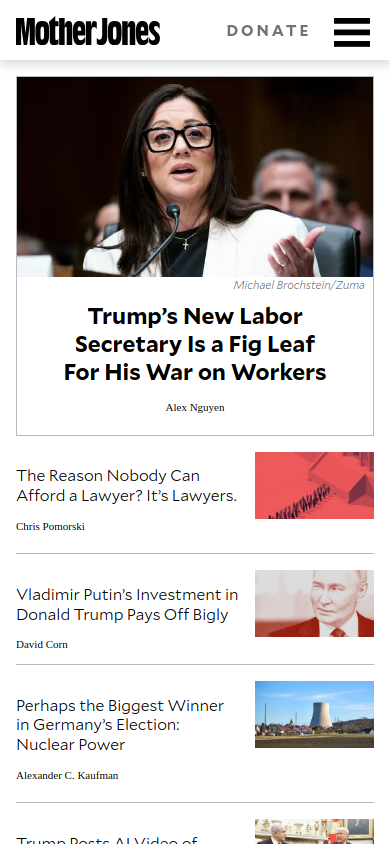 Mother Jones
DONATE
Michael Brochstein/Zuma
Trump’s New Labor
Secretary Is a Fig Leaf
For His War on Workers
Alex Nguyen
The Reason Nobody Can
Afford a Lawyer? It’s Lawyers.
Chris Pomorski
Vladimir Putin’s Investment in
Donald Trump Pays Off Bigly
David Corn
Perhaps the Biggest Winner
in Germany’s Election:
Nuclear Power
Alexander C. Kaufman
Trump Posts AI Video of